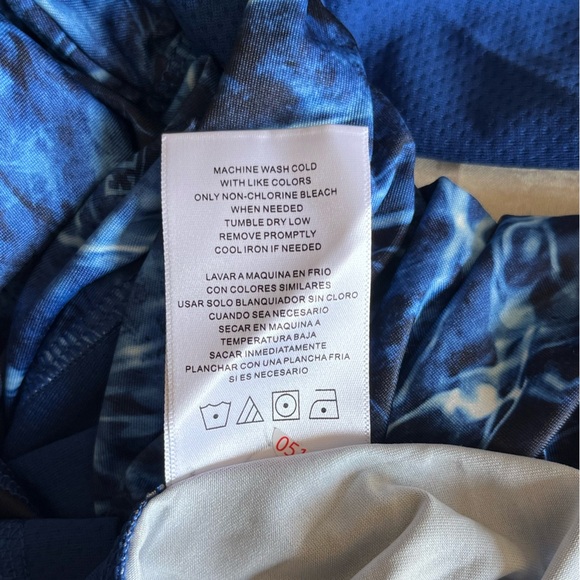 MACHINE WASH COLD
WITH LIKE COLORS
ONLY NON-CHLORINE BLEACH
WHEN NEEDED
TUMBLE DRY LOW
REMOVE PROMPTLY
COOL IRON IF NEEDED
LAVAR A MAQUINA EN FRIO
CON COLORES SIMILARES
USAR SOLO BLANQUIADOR SIN CLORO
CUANDO SEA NECESARIO
SECAR EN MAQUINA A
TEMPERATURA BAJA
SACAR INMEDIATAMENTE
PLANCHAR CON UNA PLANCHA FRIA
SI ES NECESARIO